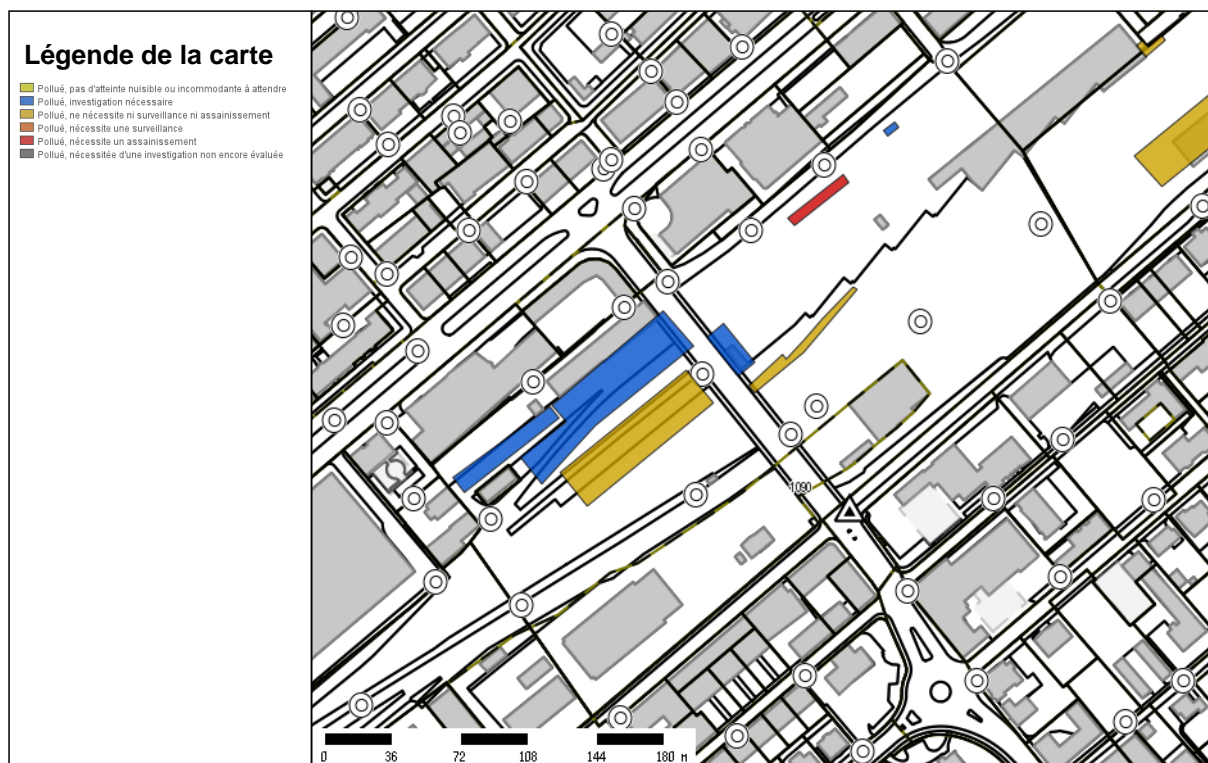 Légende de la carte
Pollué, pas d'atteinte nuisible ou incommodante à attendre
Pollué, investigation nécessaire
Pollué, ne nécessite ni surveillance ni assainissement
Pollué, nécessite une surveillance
Pollué, nécessite un assainissement
Pollué, nécessitée d'une investigation non encore évaluée
1090
0 36 72 108 144 180 M